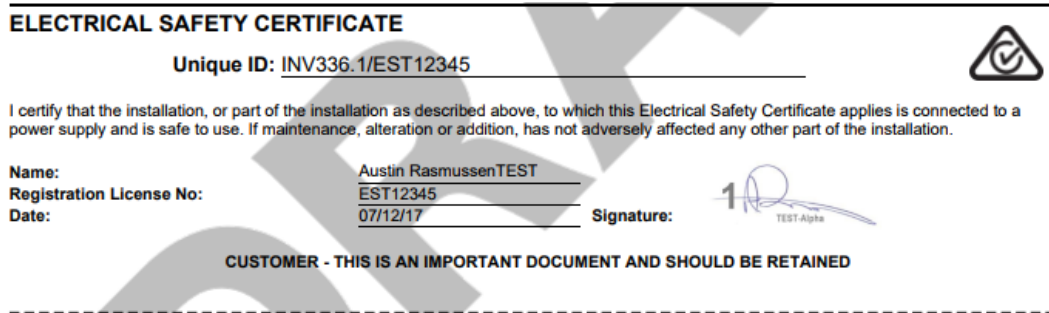 ELECTRICAL SAFETY CERTIFICATE
Unique ID: INV336.1/EST12345
I certify that the installation, or part of the installation as described above, to which this Electrical Safety Certificate applies is connected to a
power supply and is safe to use. If maintenance, alteration or addition, has not adversely affected any other part of the installation.
Name: Austin RasmussenTEST
Registration License No: EST12345
Date: 07/12/17 Signature: 1
TEST-Alpha
CUSTOMER - THIS IS AN IMPORTANT DOCUMENT AND SHOULD BE RETAINED